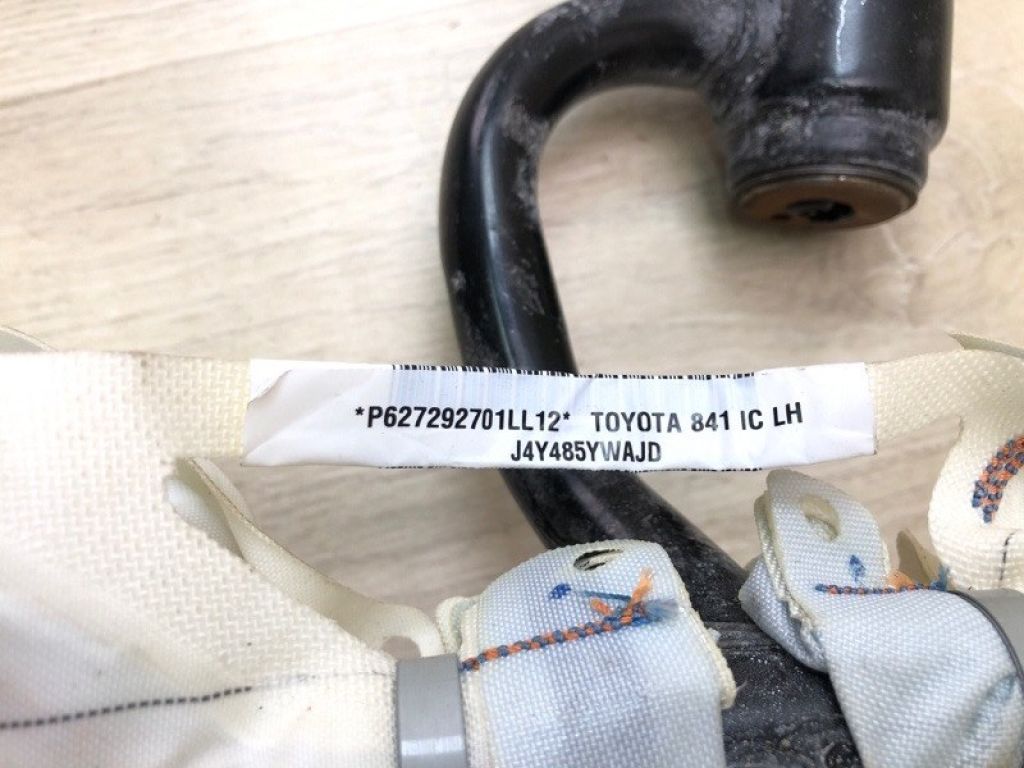 *P627292701LL12* TOYOTA 841 IC LH
J4Y485YWAJD